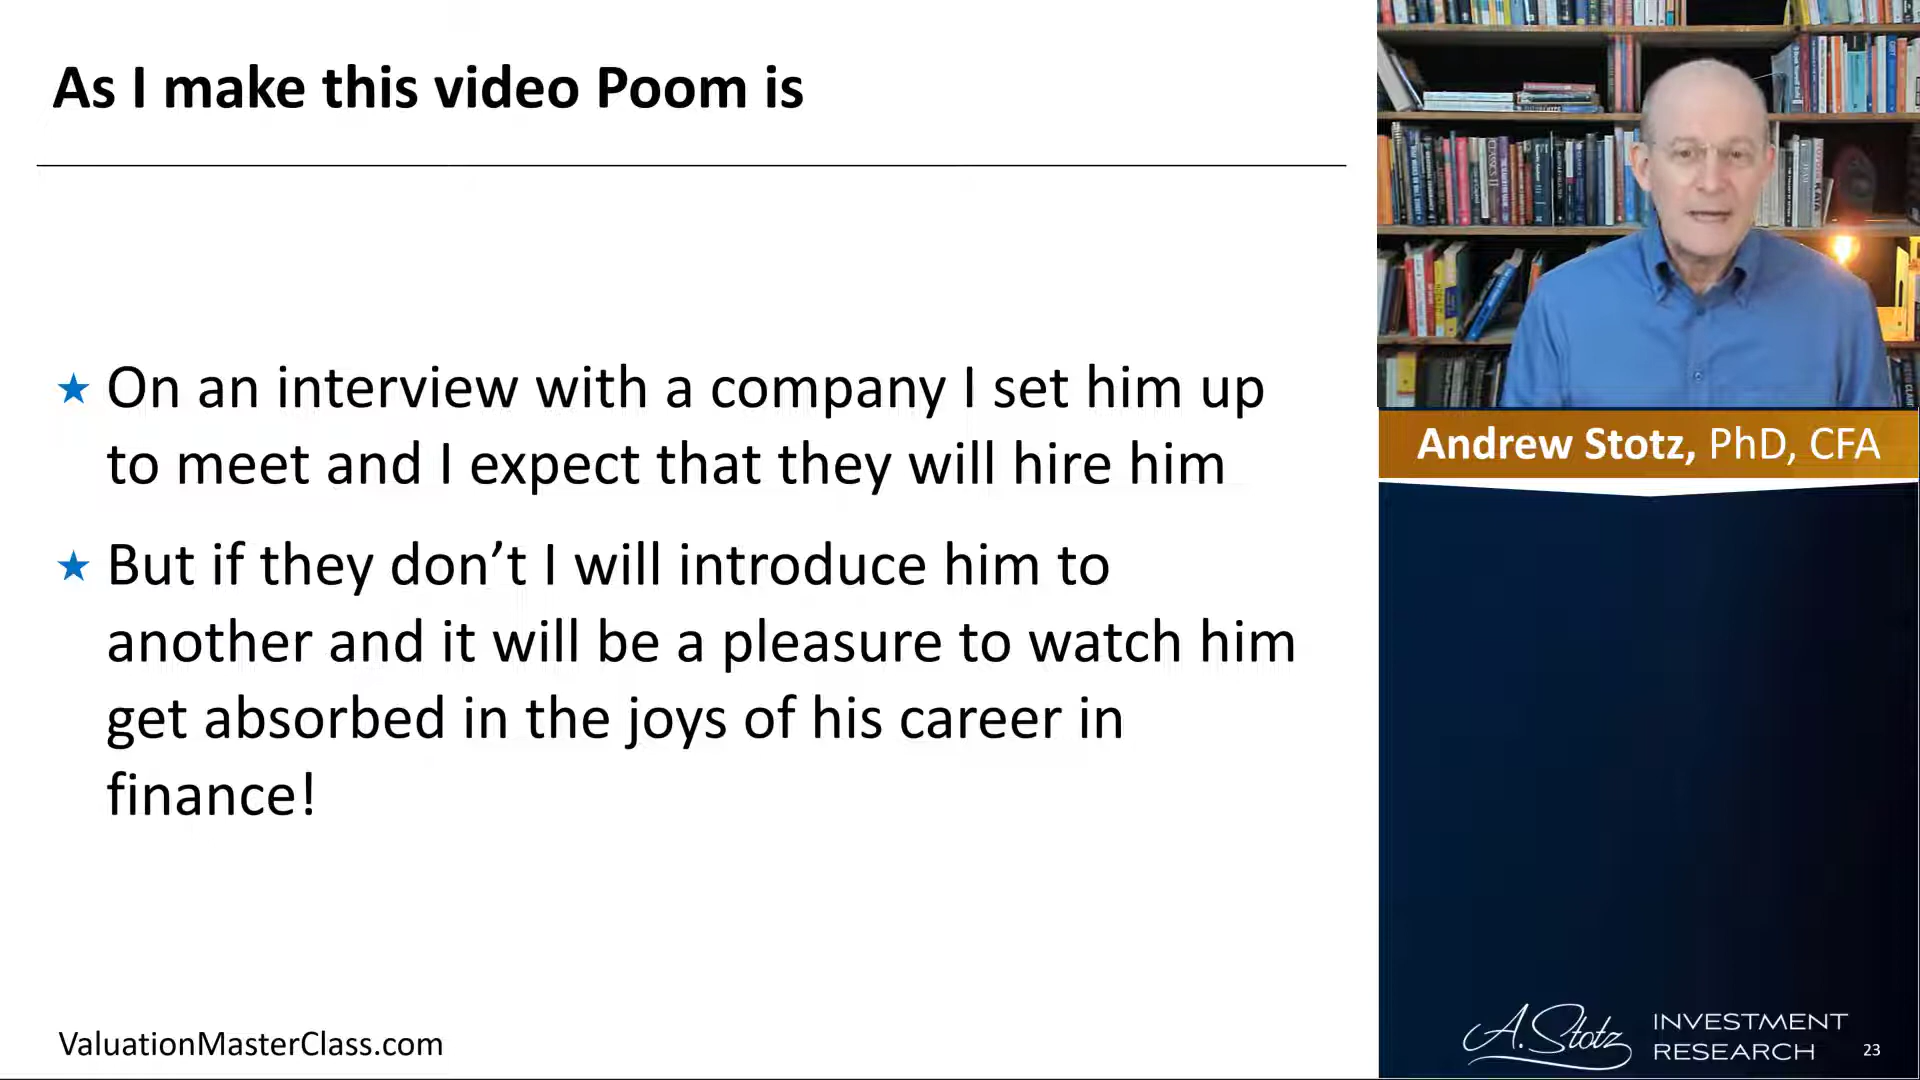 As I make this video Poom is
★ On an interview with a company I set him up
to meet and I expect that they will hire him
★ But if they don’t I will introduce him to
another and it will be a pleasure to watch him
get absorbed in the joys of his career in
finance!
ValuationMasterClass.com
Andrew Stotz, PhD, CFA
A. Stotz
INVESTMENT
RESEARCH
23